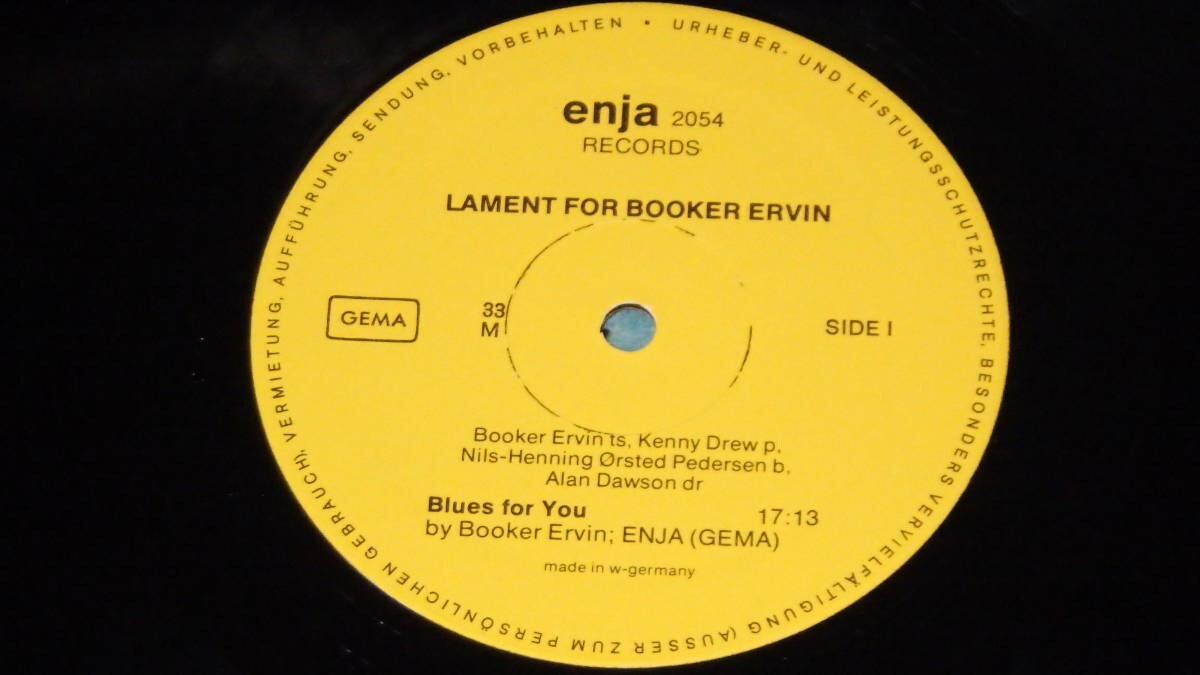 URHEBER- UND LEISTUNGSSCHUTZRECHTE, BESONDERS VERVIELFÄLTIGUNG (AUSSER ZUM PERSÖNLICHEN GEBRAUCH), VERMIETUNG, AUFFÜHRUNG, SENDUNG, VORBEHALTEN •
enja 2054
RECORDS
LAMENT FOR BOOKER ERVIN
GEMA
33
M
SIDE I
Booker Ervin ts, Kenny Drew p,
Nils-Henning Ørsted Pedersen b,
Alan Dawson dr
Blues for You 17:13
by Booker Ervin; ENJA (GEMA)
made in w-germany